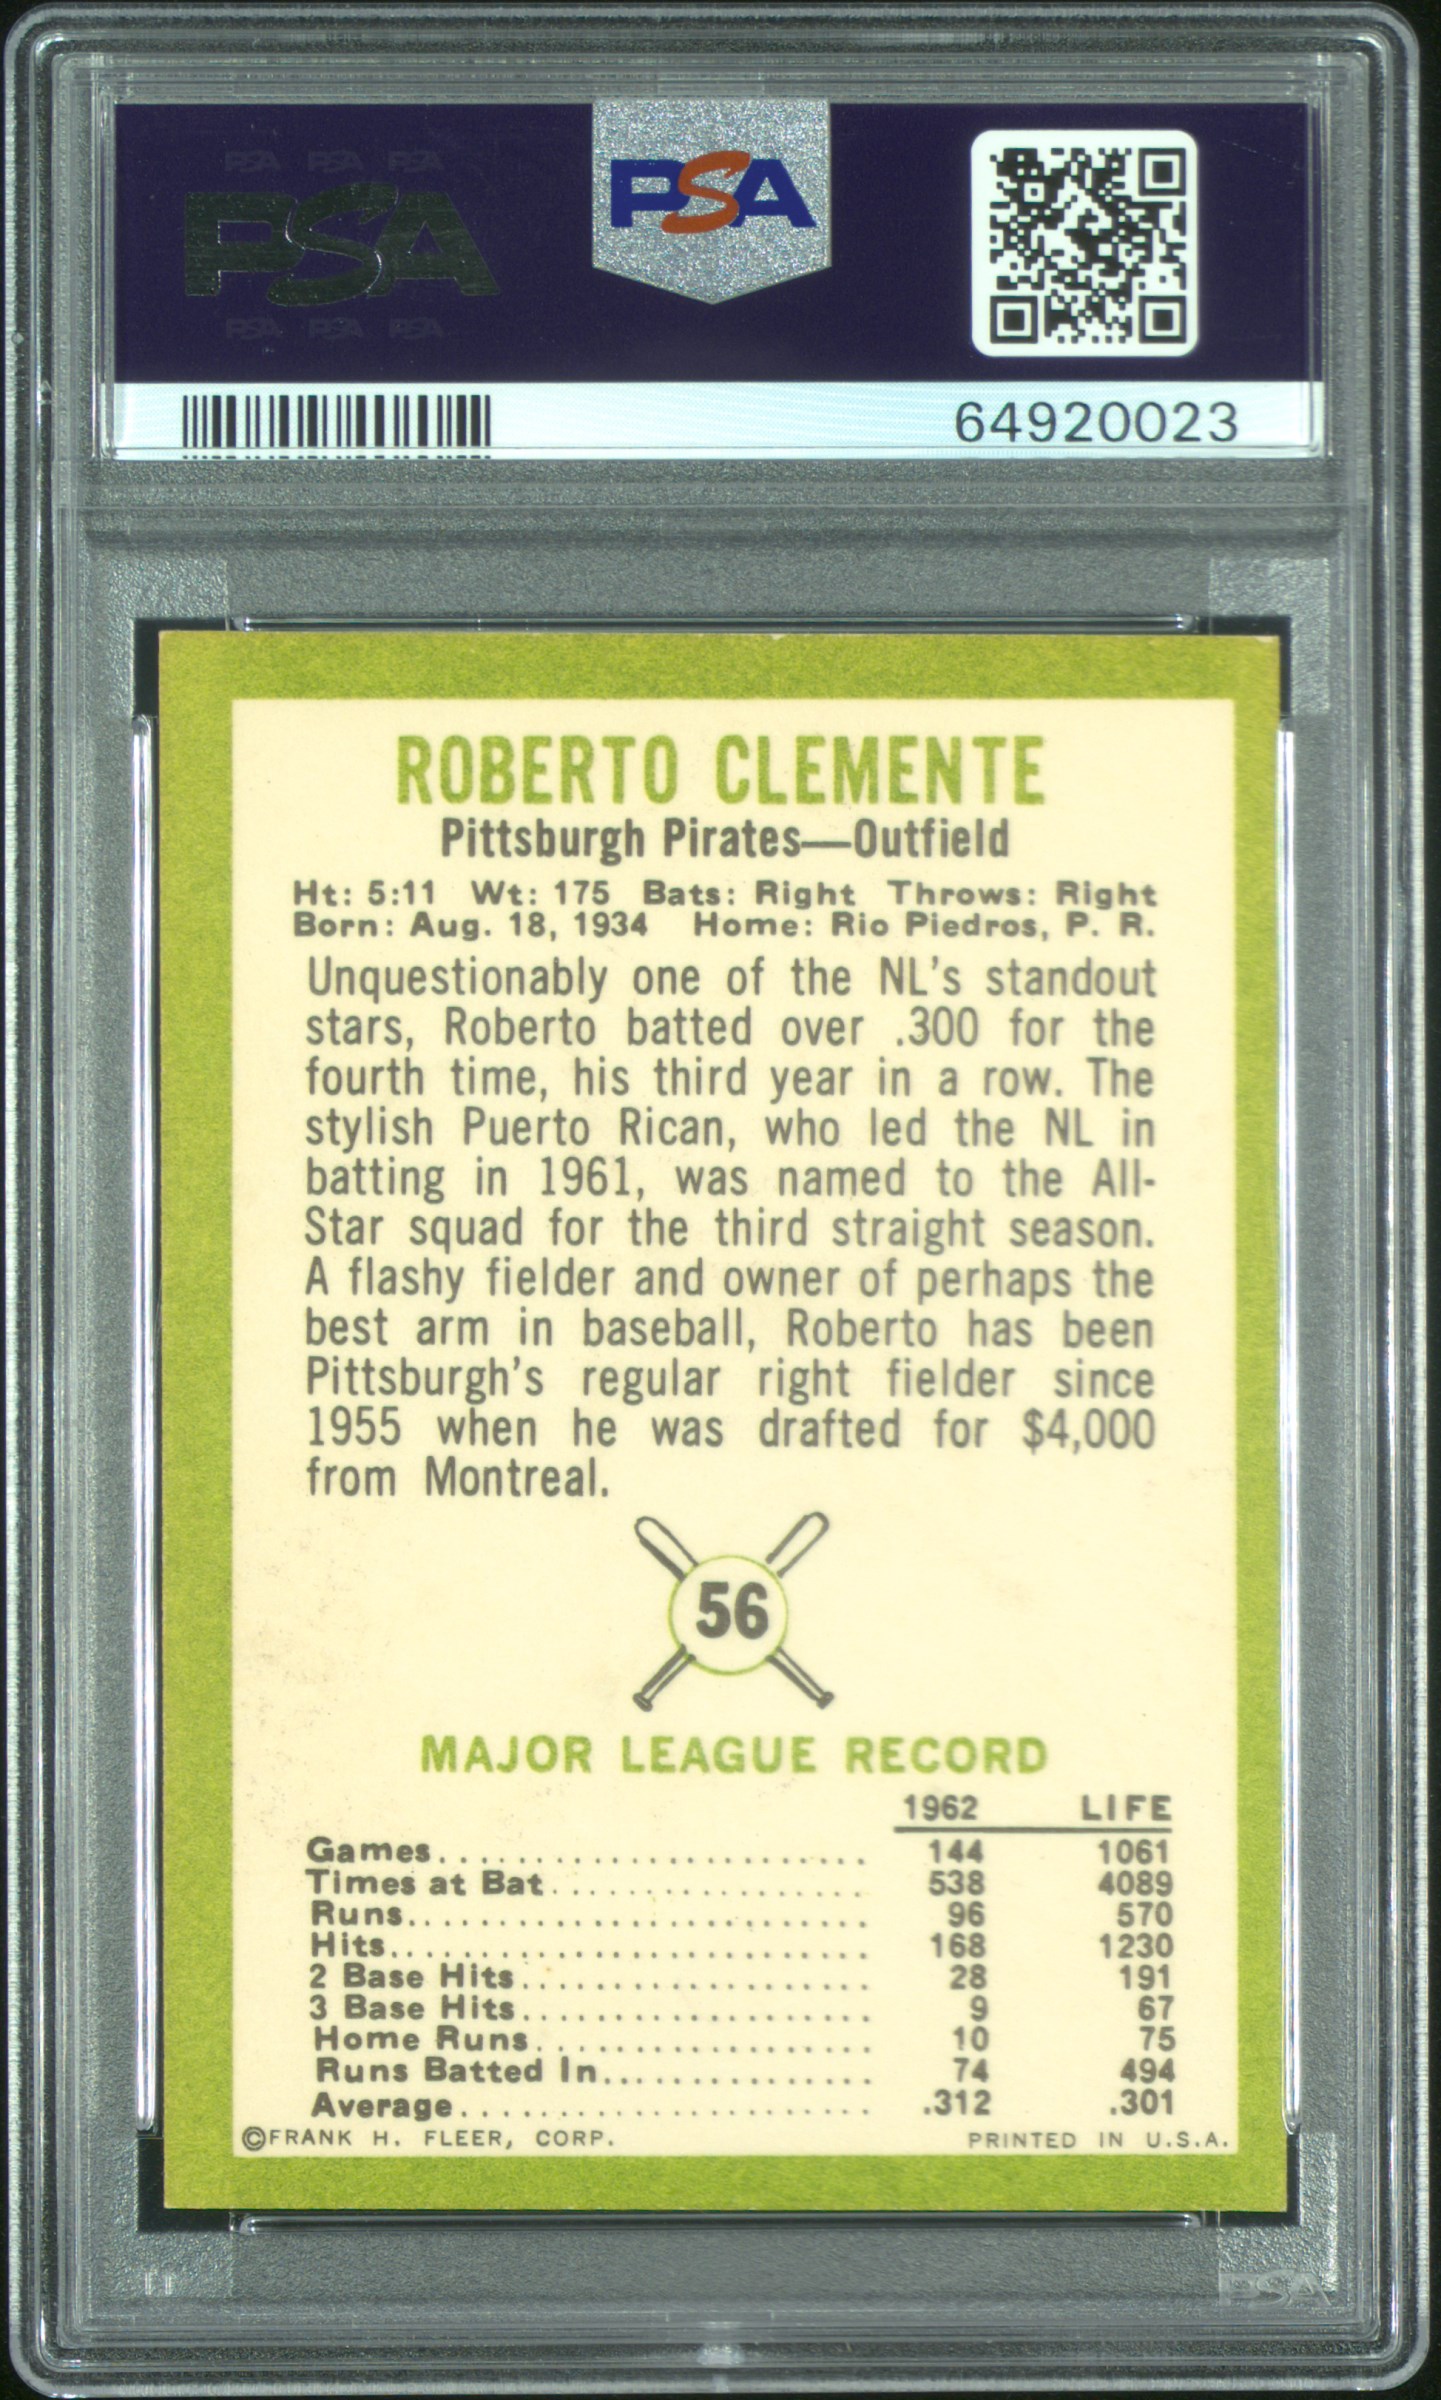 PSA PSA PSA
PSA
PSA PSA PSA
PSA
64920023
ROBERTO CLEMENTE
Pittsburgh Pirates—Outfield
Ht: 5:11 Wt: 175 Bats: Right Throws: Right
Born: Aug. 18, 1934 Home: Rio Piedros, P. R.
Unquestionably one of the NL's standout
stars, Roberto batted over .300 for the
fourth time, his third year in a row. The
stylish Puerto Rican, who led the NL in
batting in 1961, was named to the All-
Star squad for the third straight season.
A flashy fielder and owner of perhaps the
best arm in baseball, Roberto has been
Pittsburgh's regular right fielder since
1955 when he was drafted for $4,000
from Montreal.
56
MAJOR LEAGUE RECORD
1962 LIFE
Games........................ 144 1061
Times at Bat................. 538 4089
Runs......................... 96 570
Hits.......................... 168 1230
2 Base Hits.................... 28 191
3 Base Hits.................... 9 67
Home Runs................... 10 75
Runs Batted In............... 74 494
Average....................... .312 .301
©FRANK H. FLEER, CORP. PRINTED IN U.S.A.
PSA